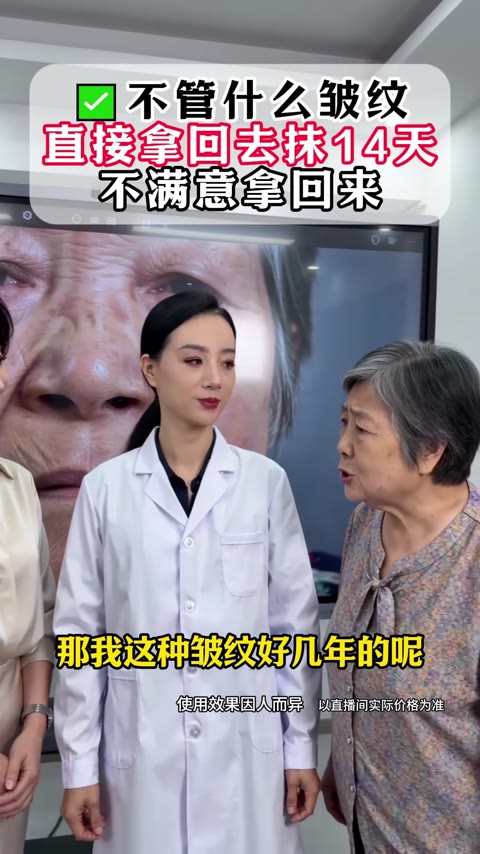 ✅不管什么皱纹
直接拿回去抹14天
不满意拿回来
那我这种皱纹好几年的呢
使用效果因人而异 以直播间实际价格为准